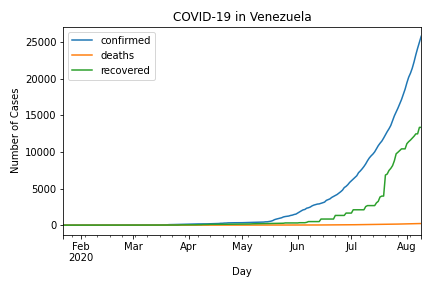 COVID-19 in Venezuela
confirmed
deaths
recovered
Number of Cases
25000
20000
15000
10000
5000
0
Feb
2020
Mar
Apr
May
Jun
Jul
Aug
Day